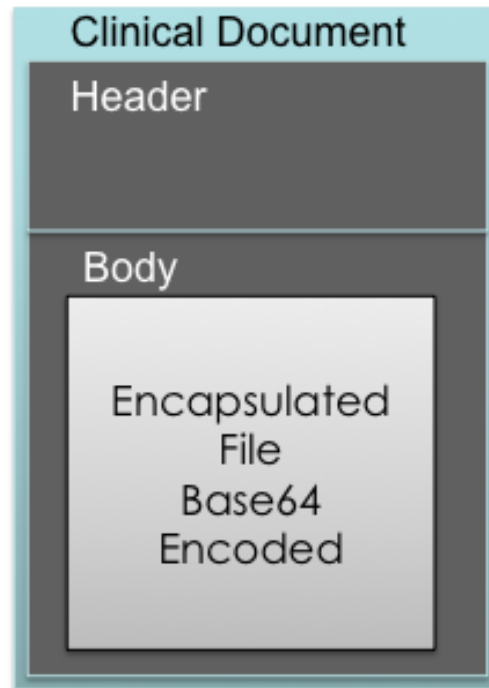 Clinical Document
Header
Body
Encapsulated
File
Base64
Encoded